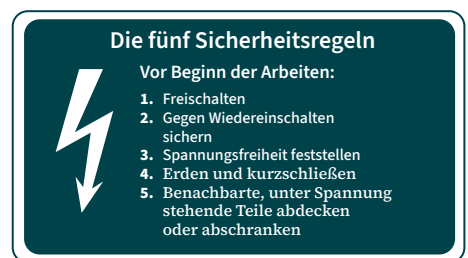 Die fünf Sicherheitsregeln
Vor Beginn der Arbeiten:
1. Freischalten
2. Gegen Wiedereinschalten
sichern
3. Spannungsfreiheit feststellen
4. Erden und kurzschließen
5. Benachbarte, unter Spannung
stehende Teile abdecken
oder abschranken